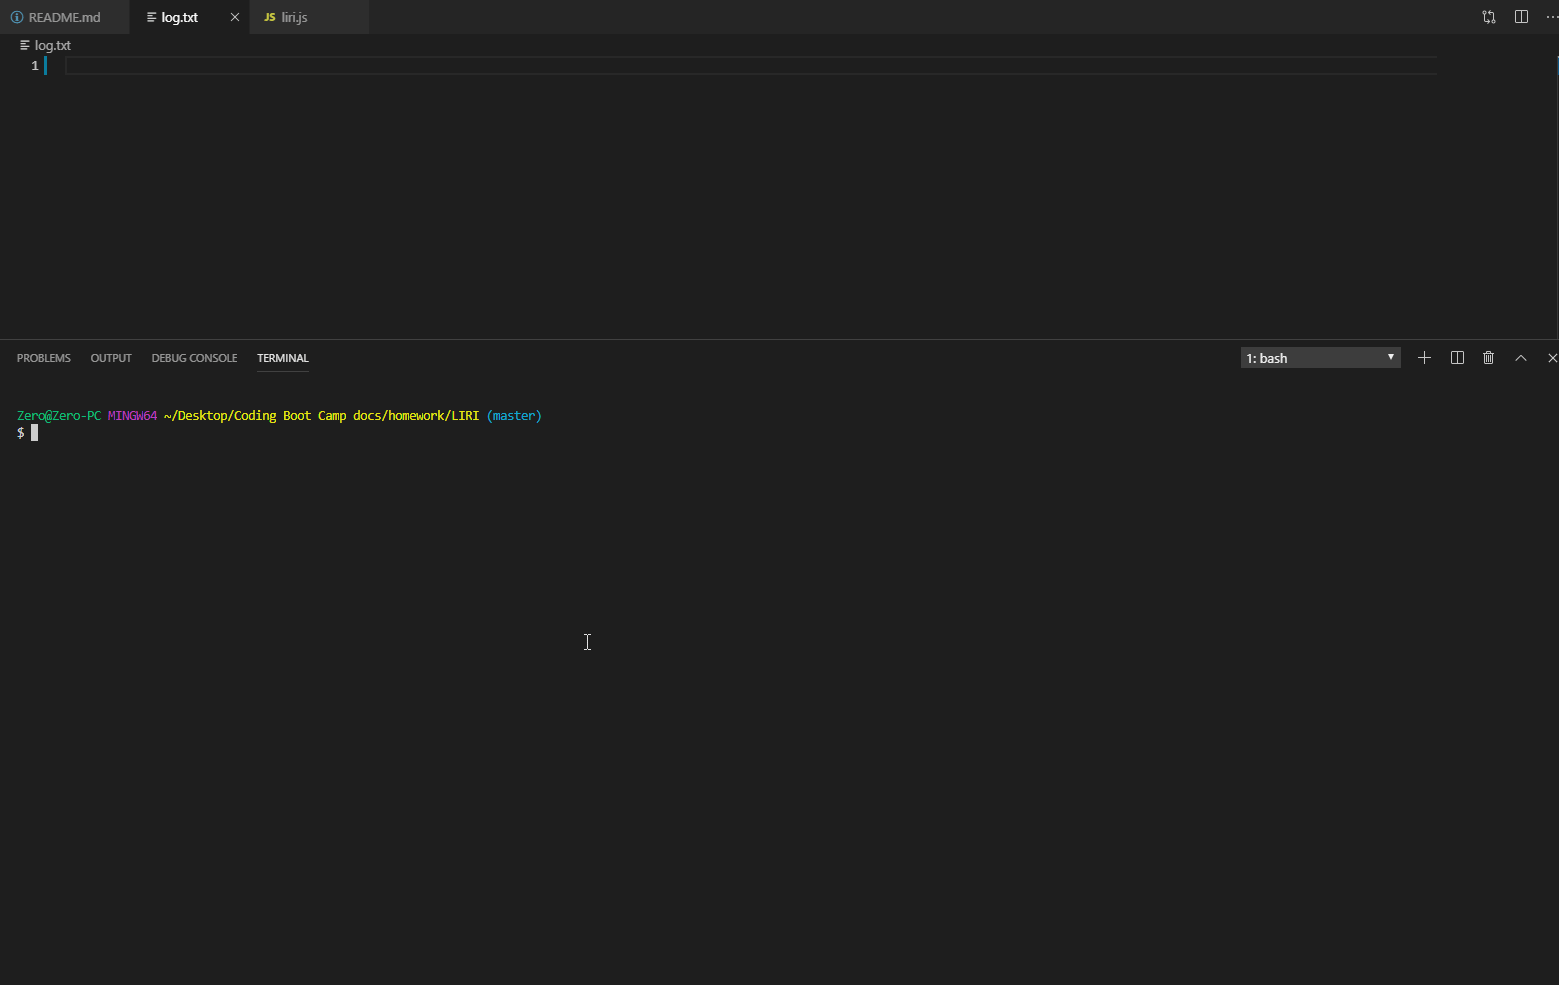 README.md log.txt JS liri.js
log.txt
1
PROBLEMS OUTPUT DEBUG CONSOLE TERMINAL 1: bash
Zero@Zero-PC MINGW64 ~/Desktop/Coding Boot Camp docs/homework/LIRI (master)
$